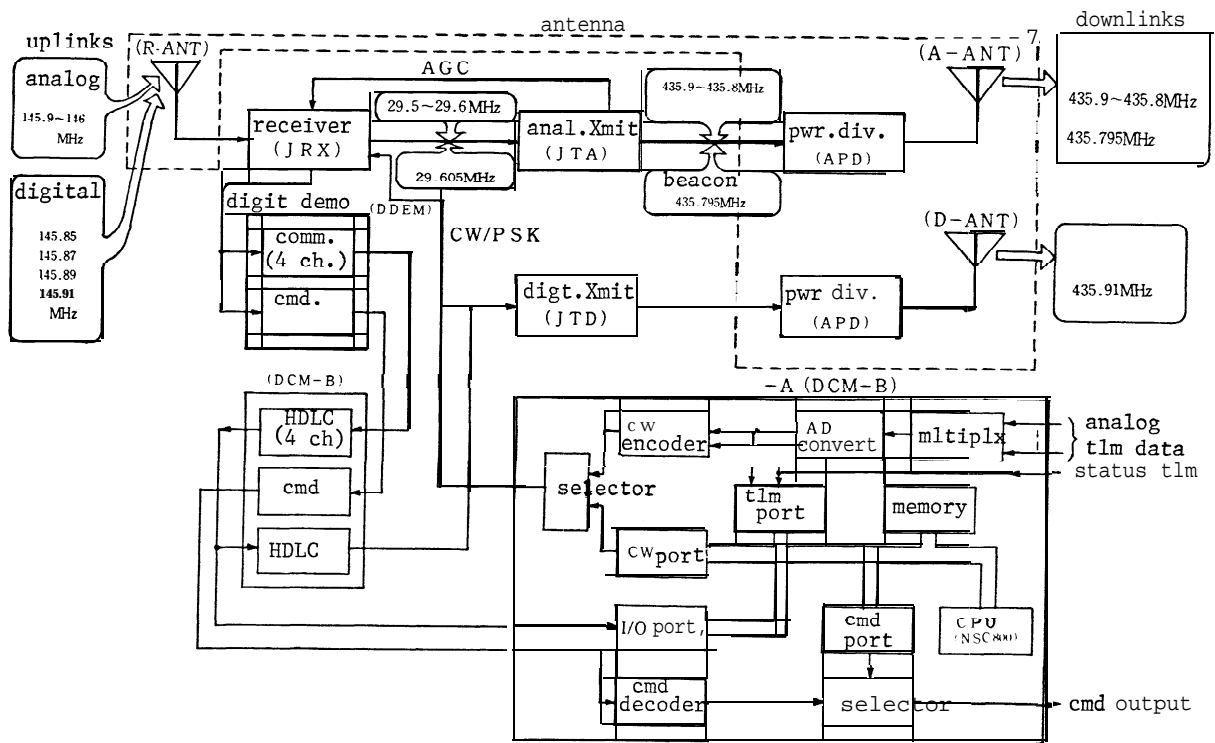 antenna
downlinks
uplinks
(R-ANT)
(A-ANT)
analog
145.9~146
MHz
AGC
29.5~29.6MHz
435.9~435.8MHz
435.9~435.8MHz
435.795MHz
receiver
(JRX)
anal.Xmit
(JTA)
pwr.div.
(APD)
29.605MHz
beacon
435.795MHz
digital
145.85
145.87
145.89
145.91
MHz
digit demo
(DDEM)
comm.
(4 ch.)
cmd.
CW/PSK
(D-ANT)
digt.Xmit
(JTD)
pwr div.
(APD)
435.91MHz
(DCM-B)
-A (DCM-B)
HDLC
(4 ch)
cmd
HDLC
CW
encoder
AD
convert
mltiplx
analog
tlm data
status tlm
selector
tlm
port
memory
CW port
I/O port,
cmd
port
CPU
(NSC800)
cmd
decoder
selector
cmd output